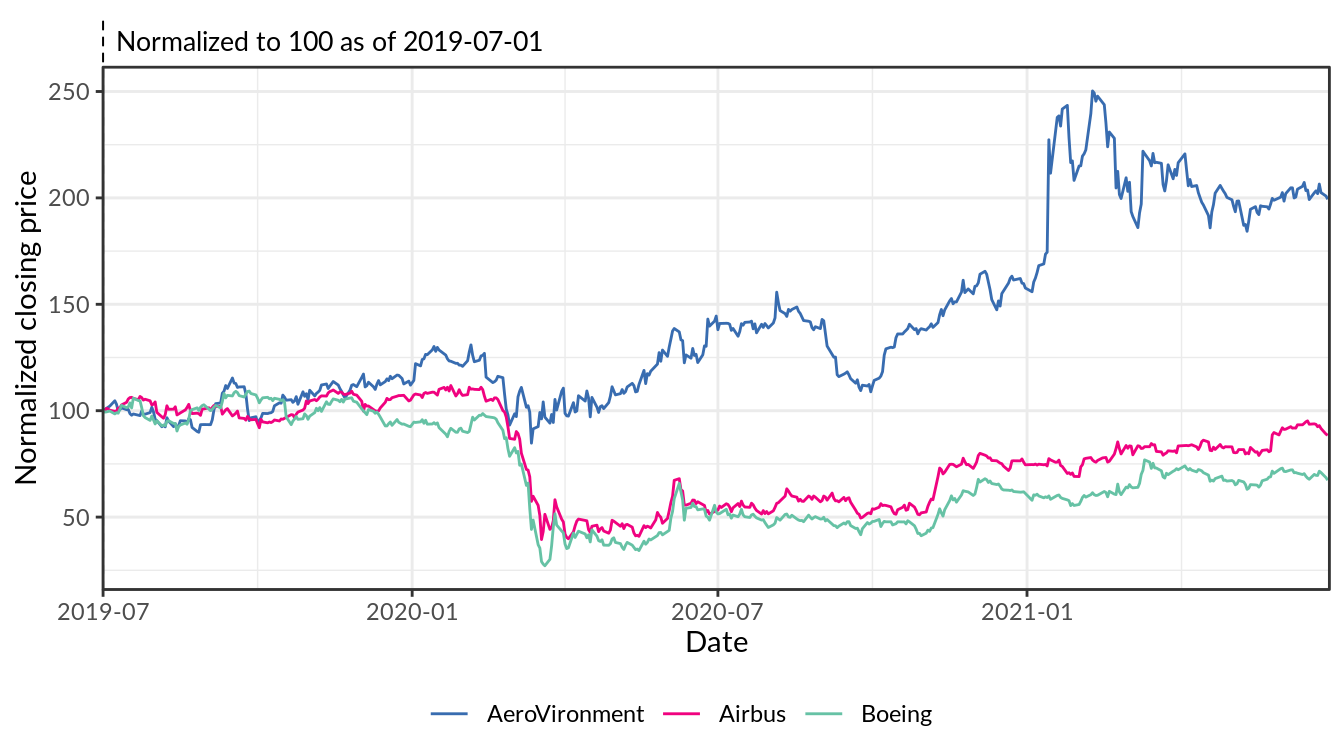 Normalized to 100 as of 2019-07-01
250
200
150
100
50
Normalized closing price
2019-07
2020-01
2020-07
2021-01
Date
AeroVironment
Airbus
Boeing